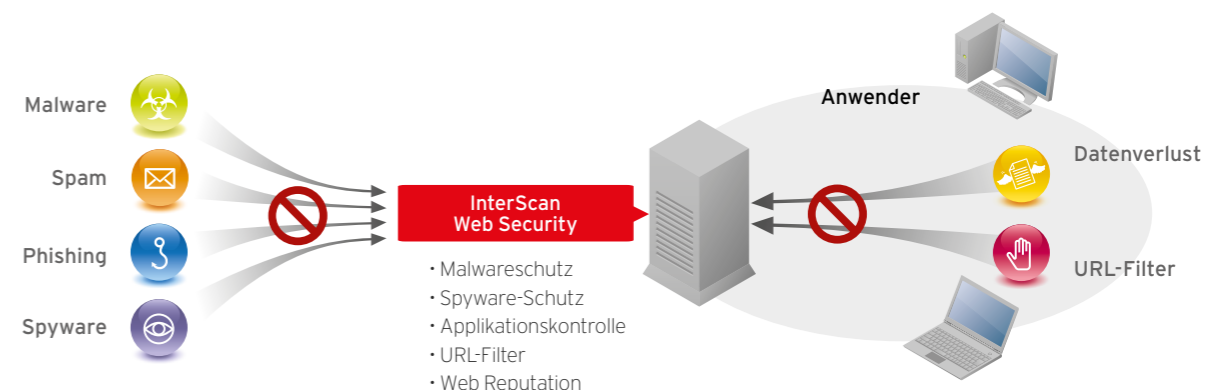 Malware
Spam
Phishing
Spyware
InterScan
Web Security
· Malwareschutz
· Spyware-Schutz
· Applikationskontrolle
· URL-Filter
· Web Reputation
Anwender
Datenverlust
URL-Filter